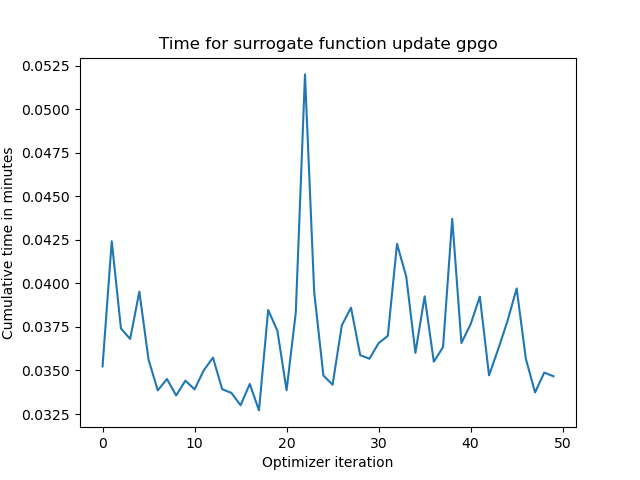 Time for surrogate function update gpgo
0.0525
0.0500
0.0475
0.0450
0.0425
0.0400
0.0375
0.0350
0.0325
Cumulative time in minutes
0 10 20 30 40 50
Optimizer iteration